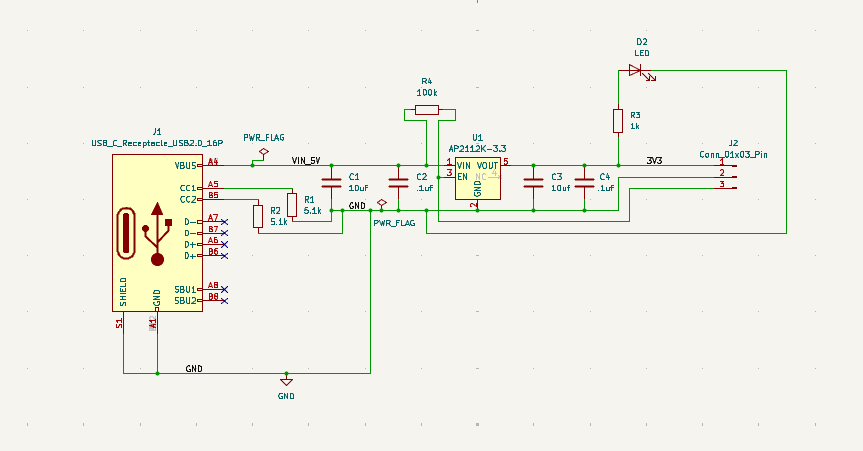 D2
LED
R4
100k
R3
1k
J1
USB_C_Receptacle_USB2.0_16P
PWR_FLAG
U1
AP2112K-3.3
J2
Conn_01x03_Pin
VBUS
A4
VIN_5V
1
VIN
VOUT
5
3V3
1
3
EN
NC
4
2
CC1
A5
C1
10uf
C2
.1uf
GND
C3
10uf
C4
.1uf
3
CC2
B5
R1
5.1k
R2
5.1k
GND
2
PWR_FLAG
D-
A7
D-
B7
D+
A6
D+
B6
SBU1
A8
SBU2
B8
SHIELD
GND
S1
A1
GND
GND